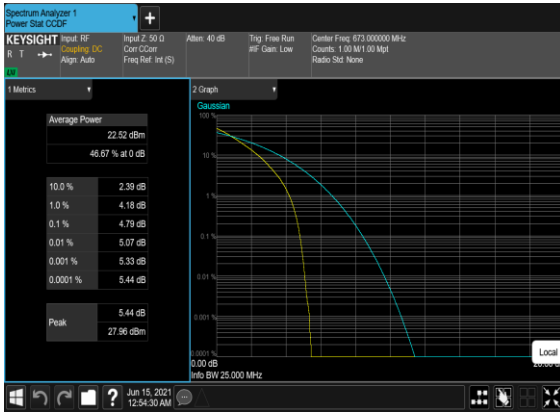 Spectrum Analyzer 1
Power Stat CCDF
KEYSIGHT
R T
LVI
Input: RF
Coupling: DC
Align: Auto
Input Z: 50 Ω
Corr CCorr
Freq Ref: Int (S)
Atten: 40 dB
Trig: Free Run
#IF Gain: Low
Center Freq: 673.000000 MHz
Counts: 1.00 M/1.00 Mpt
Radio Std: None
1 Metrics
Average Power
22.52 dBm
46.67 % at 0 dB
10.0 % 2.39 dB
1.0 % 4.18 dB
0.1 % 4.79 dB
0.01 % 5.07 dB
0.001 % 5.33 dB
0.0001 % 5.44 dB
Peak
5.44 dB
27.96 dBm
2 Graph
Gaussian
100 %
10 %
1 %
0.1 %
0.01 %
0.001 %
0.0001 %
0.00 dB
Info BW 25.000 MHz
Local
Jun 15, 2021
12:54:30 AM